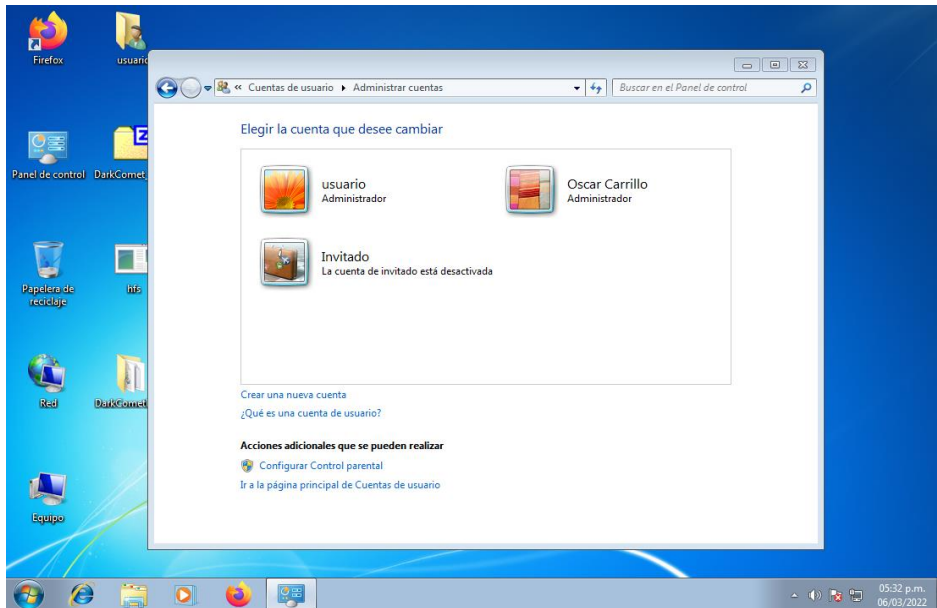 Firefox
usuario
Panel de control
DarkComet
Papelera de
reciclaje
hfs
Red
DarkComet
Equipo
« Cuentas de usuario ▸ Administrar cuentas
Buscar en el Panel de control
Elegir la cuenta que desee cambiar
usuario
Administrador
Oscar Carrillo
Administrador
Invitado
La cuenta de invitado está desactivada
Crear una nueva cuenta
¿Qué es una cuenta de usuario?
Acciones adicionales que se pueden realizar
Configurar Control parental
Ir a la página principal de Cuentas de usuario
05:32 p.m.
06/03/2022